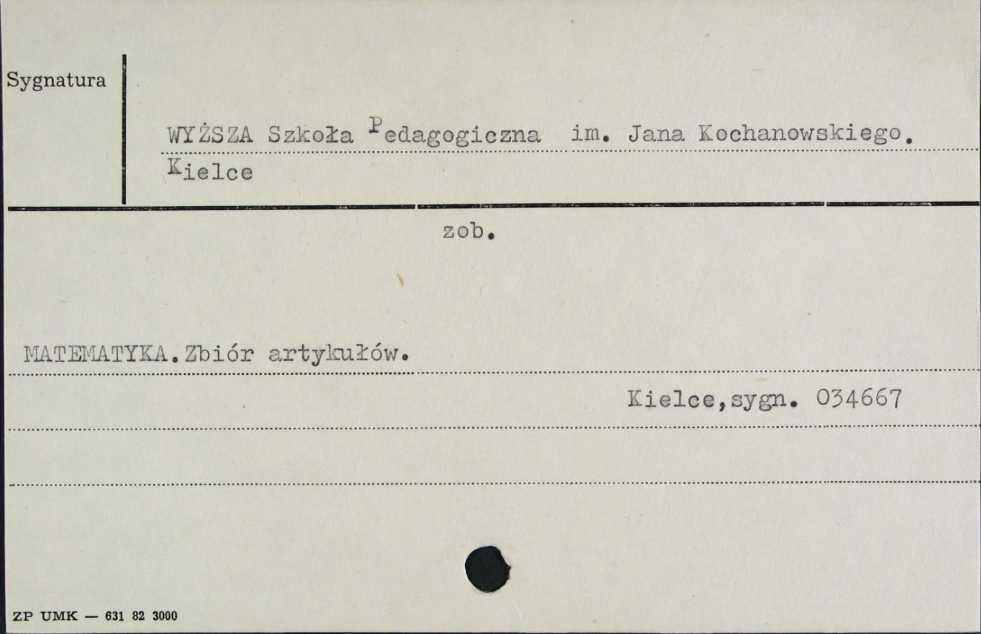 Sygnatura
WYŻSZA Szkoła Pedagogiczna im. Jana Kochanowskiego.
Kielce
zob.
MATEMATYKA.Zbiór artykułów.
Kielce,sygn. 034667
ZP UMK — 631 82 3000